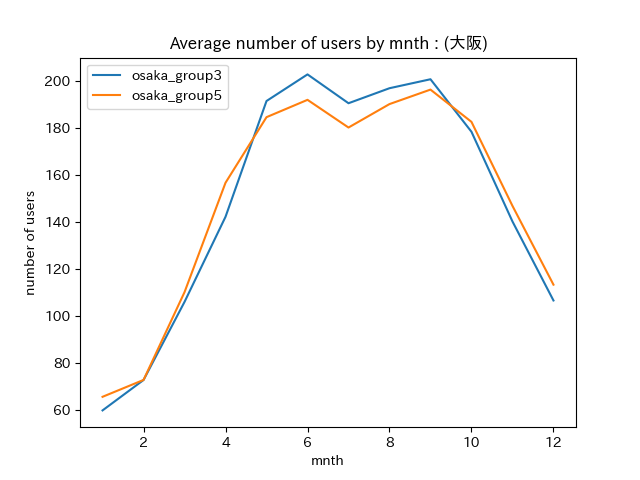 Average number of users by mnth : (大阪)
osaka_group3
osaka_group5
number of users
200
180
160
140
120
100
80
60
2 4 6 8 10 12
mnth